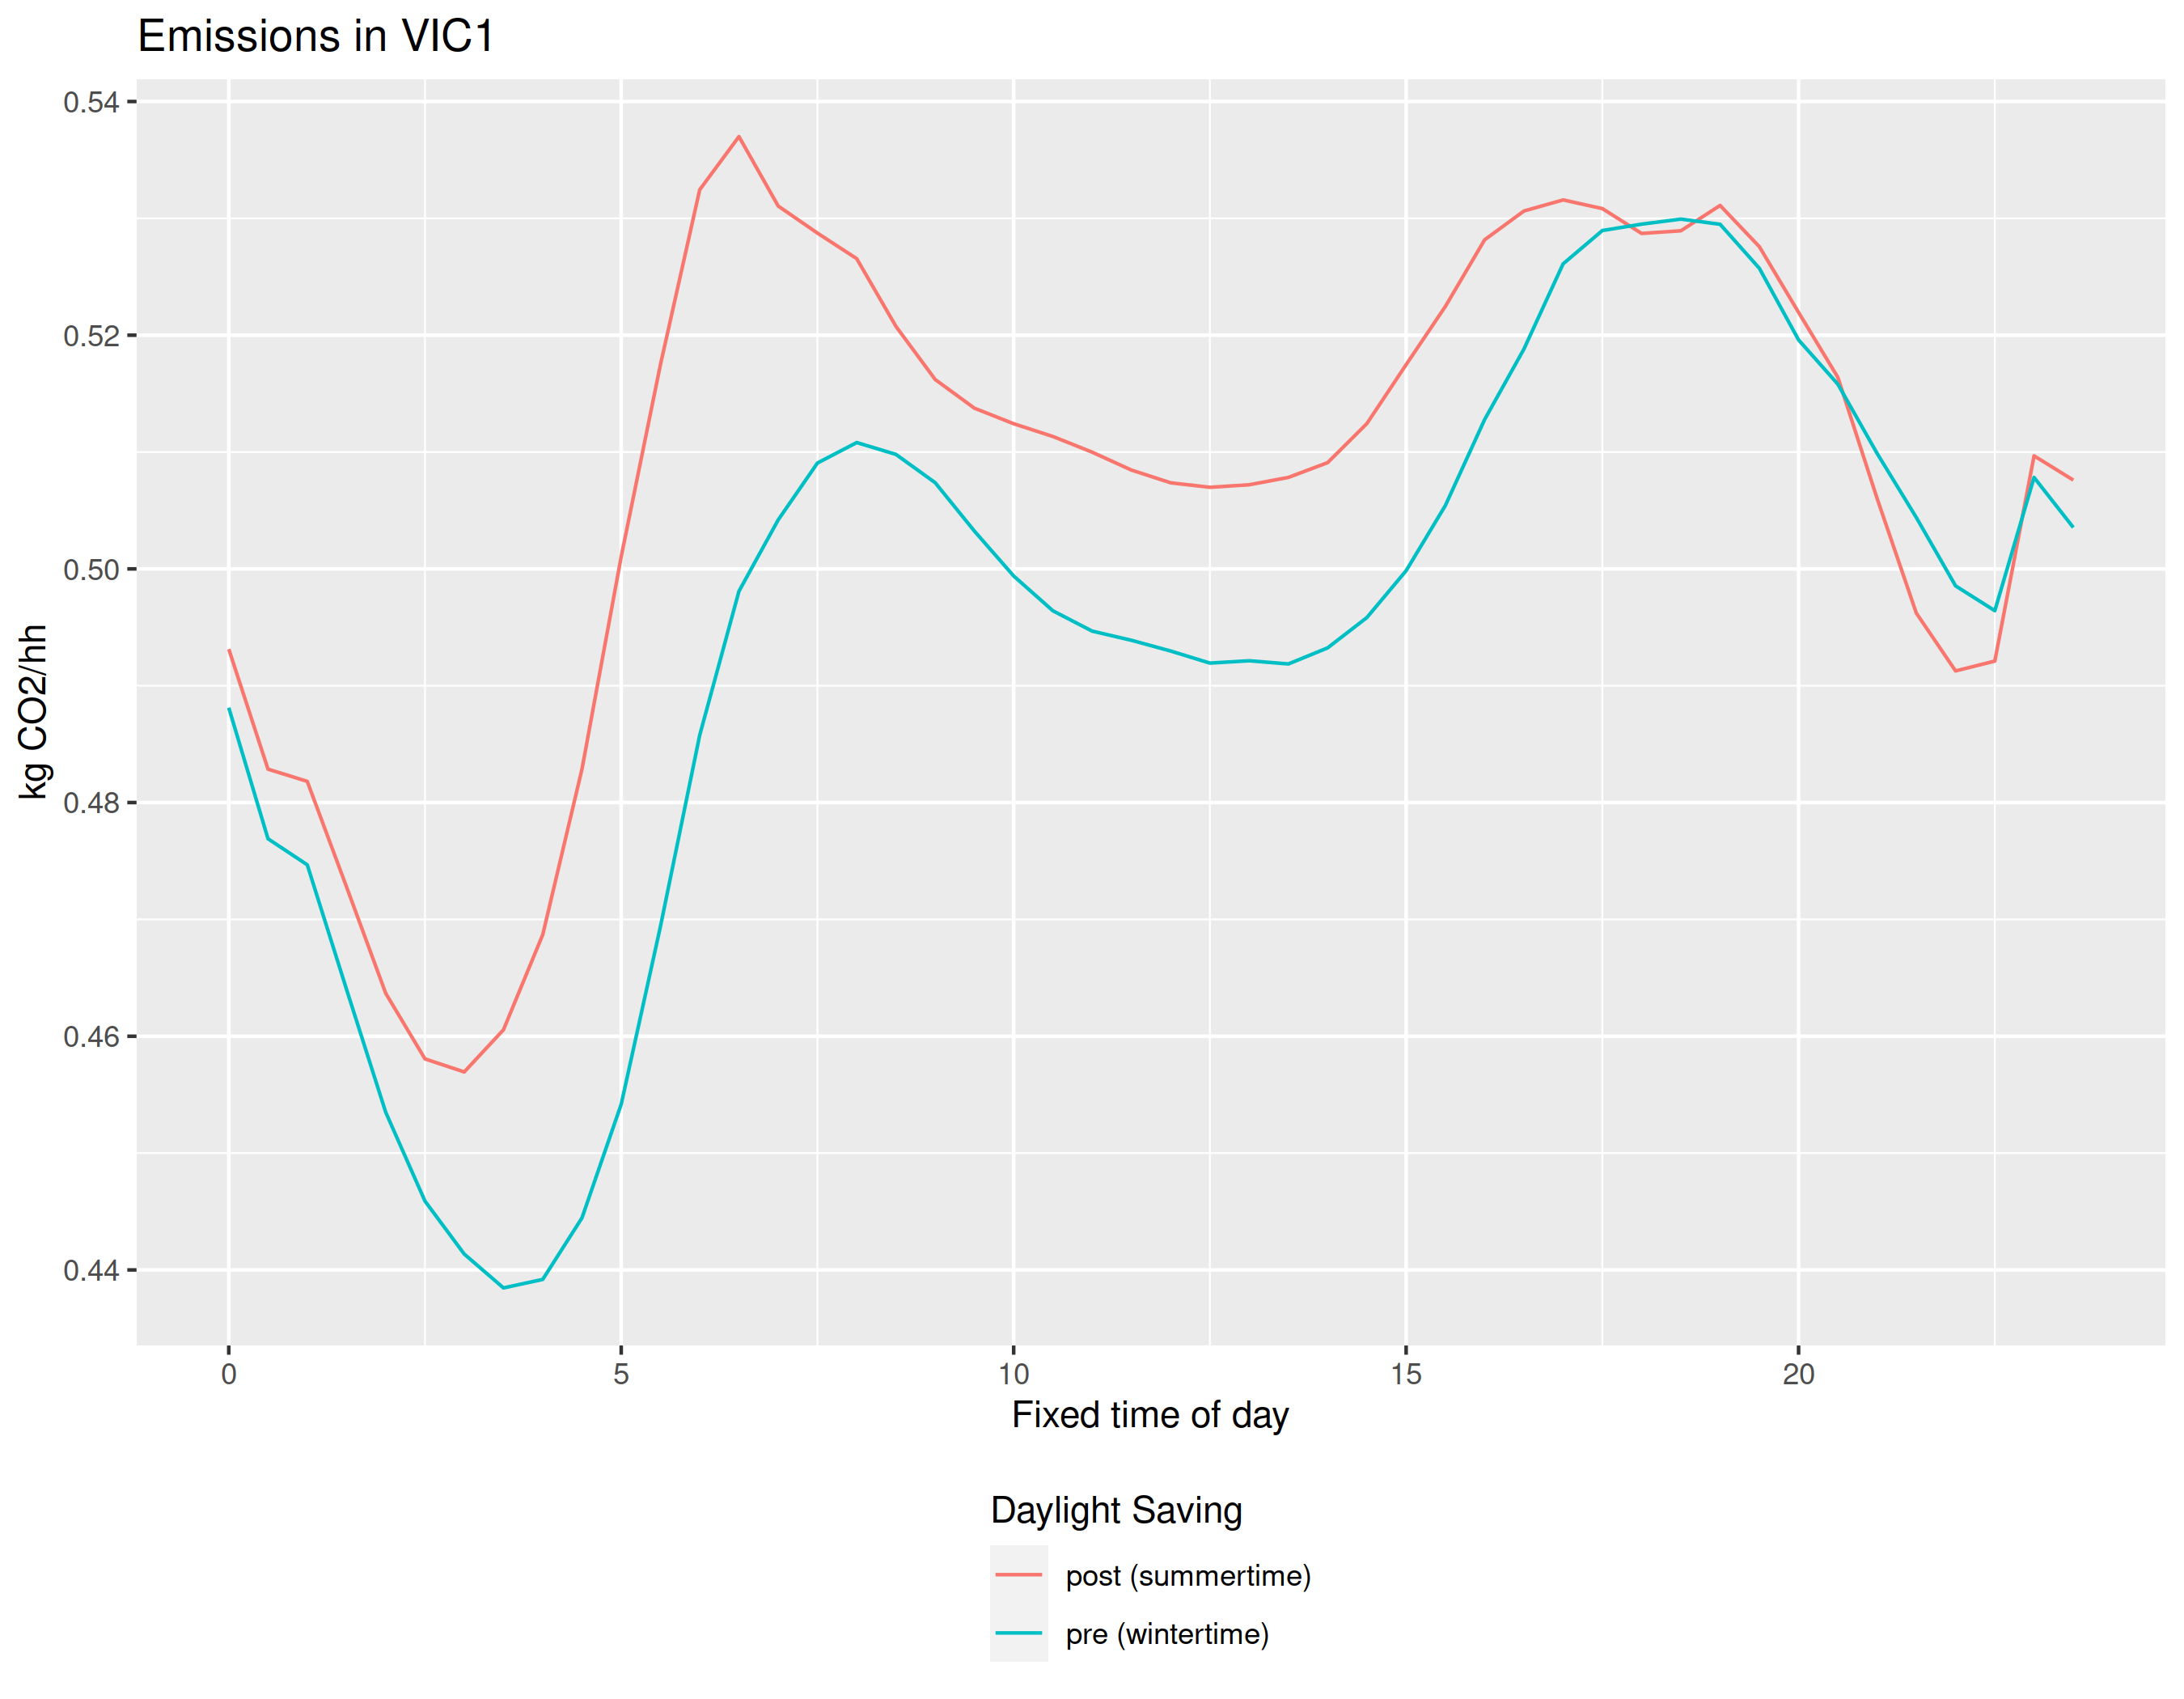 Emissions in VIC1
0.54
0.52
0.50
0.48
0.46
0.44
kg CO2/hh
0 5 10 15 20
Fixed time of day
Daylight Saving
post (summertime)
pre (wintertime)